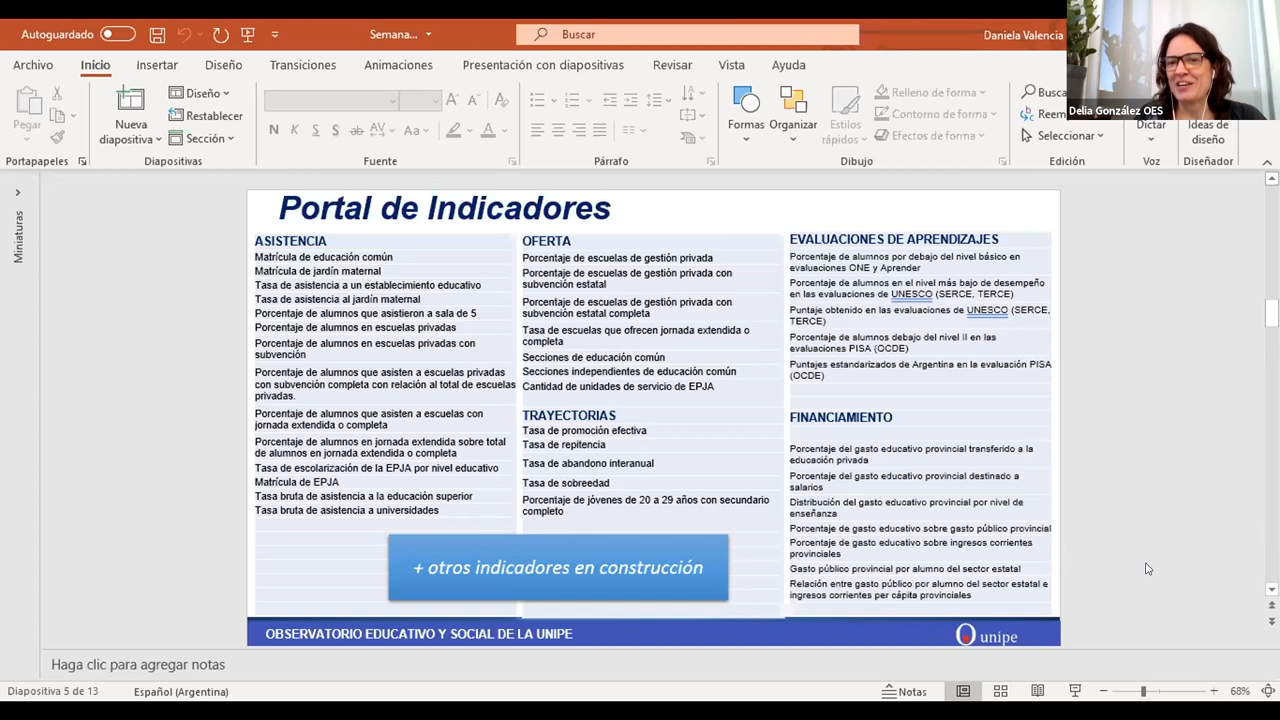 Autoguardado
Semana...
Buscar
Daniela Valencia
Archivo
Inicio
Insertar
Diseño
Transiciones
Animaciones
Presentación con diapositivas
Revisar
Vista
Ayuda
Delia González OES
Pegar
Nueva
diapositiva
Diseño
Restablecer
Sección
N
S
S
ab
AV
Aa
A
Formas
Organizar
Estilos
rápidos
Relleno de forma
Contorno de forma
Efectos de forma
Busca
Reem
Seleccionar
Dictar
Ideas de
diseño
Portapapeles
Diapositivas
Fuente
Párrafo
Dibujo
Edición
Voz
Diseñador
Miniaturas
Portal de Indicadores
ASISTENCIA
Matrícula de educación común
Matrícula de jardín maternal
Tasa de asistencia a un establecimiento educativo
Tasa de asistencia al jardín maternal
Porcentaje de alumnos que asistieron a sala de 5
Porcentaje de alumnos en escuelas privadas
Porcentaje de alumnos en escuelas privadas con
subvención
Porcentaje de alumnos que asisten a escuelas privadas
con subvención completa con relación al total de escuelas
privadas.
Porcentaje de alumnos que asisten a escuelas con
jornada extendida o completa
Porcentaje de alumnos en jornada extendida sobre total
de alumnos en jornada extendida o completa
Tasa de escolarización de la EPJA por nivel educativo
Matrícula de EPJA
Tasa bruta de asistencia a la educación superior
Tasa bruta de asistencia a universidades
OFERTA
Porcentaje de escuelas de gestión privada
Porcentaje de escuelas de gestión privada con
subvención estatal
Porcentaje de escuelas de gestión privada con
subvención estatal completa
Tasa de escuelas que ofrecen jornada extendida o
completa
Secciones de educación común
Secciones independientes de educación común
Cantidad de unidades de servicio de EPJA
TRAYECTORIAS
Tasa de promoción efectiva
Tasa de repitencia
Tasa de abandono interanual
Tasa de sobreedad
Porcentaje de jóvenes de 20 a 29 años con secundario
completo
EVALUACIONES DE APRENDIZAJES
Porcentaje de alumnos por debajo del nivel básico en
evaluaciones ONE y Aprender
Porcentaje de alumnos en el nivel más bajo de desempeño
en las evaluaciones de UNESCO (SERCE, TERCE)
Puntaje obtenido en las evaluaciones de UNESCO (SERCE,
TERCE)
Porcentaje de alumnos debajo del nivel II en las
evaluaciones PISA (OCDE)
Puntajes estandarizados de Argentina en la evaluación PISA
(OCDE)
FINANCIAMIENTO
Porcentaje del gasto educativo provincial transferido a la
educación privada
Porcentaje del gasto educativo provincial destinado a
salarios
Distribución del gasto educativo provincial por nivel de
enseñanza
Porcentaje de gasto educativo sobre gasto público provincial
Porcentaje de gasto educativo sobre ingresos corrientes
provinciales
Gasto público provincial por alumno del sector estatal
Relación entre gasto público por alumno del sector estatal e
ingresos corrientes per cápita provinciales
+ otros indicadores en construcción
OBSERVATORIO EDUCATIVO Y SOCIAL DE LA UNIPE
unipe
Haga clic para agregar notas
Diapositiva 5 de 13
Español (Argentina)
Notas
68%